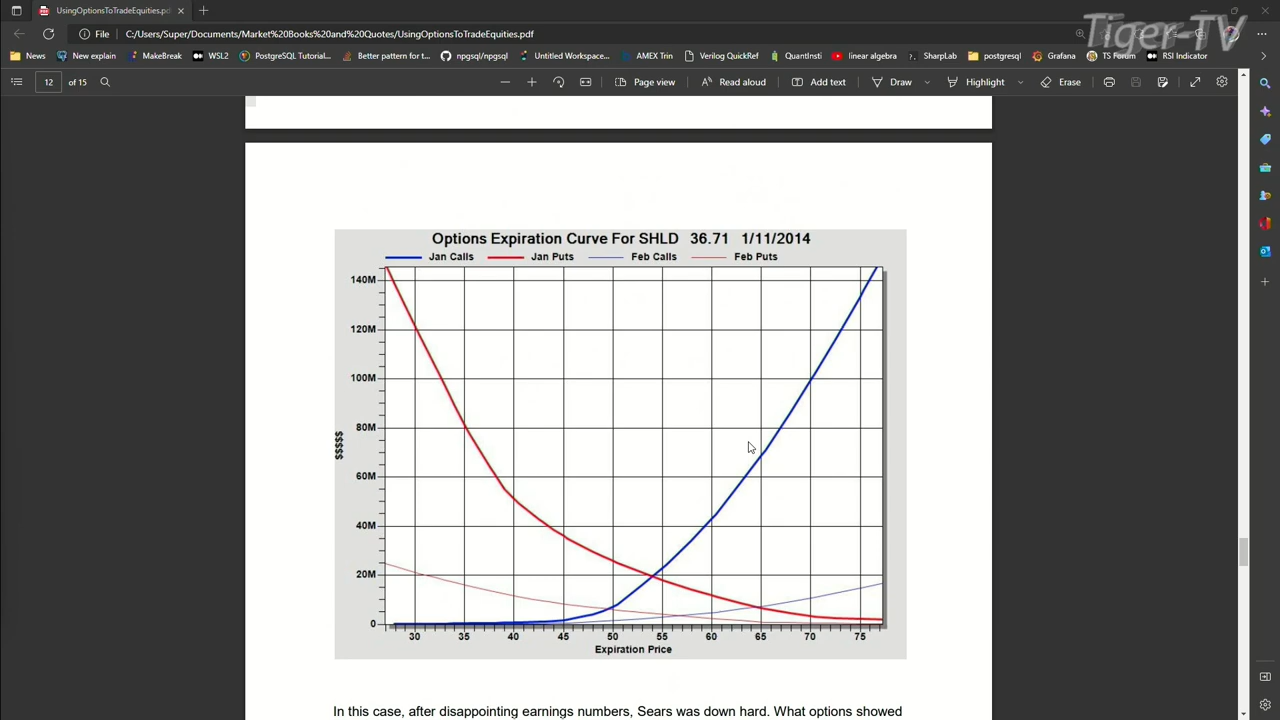 UsingOptionsToTradeEquities.pdf
Tiger-TV
File C:/Users/Super/Documents/Market%20Books%20and%20Quotes/UsingOptionsToTradeEquities.pdf
News New explain MakeBreak WSL2 PostgreSQL Tutorial... Better pattern for t... npgsql/npgsql Untitled Workspace... AMEX Trin Verilog QuickRef QuantInsti linear algebra SharpLab postgresql Grafana TS Forum RSI Indicator
12 of 15 Page view Read aloud Add text Draw Highlight Erase
Options Expiration Curve For SHLD 36.71 1/11/2014
Jan Calls Jan Puts Feb Calls Feb Puts
140M
120M
100M
80M
60M
40M
20M
0
$$$$$
30 35 40 45 50 55 60 65 70 75
Expiration Price
In this case, after disappointing earnings numbers, Sears was down hard. What options showed